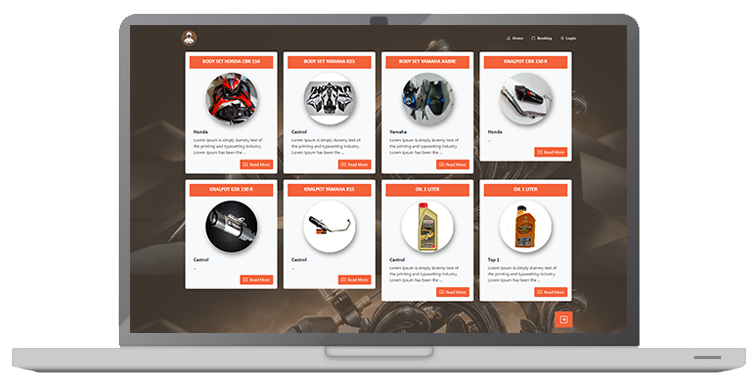 Home Booking Login
BODY SET HONDA CBR 150
BODY SET YAMAHA R25
BODY SET YAMAHA XABRE
KNALPOT CBR 150 R
Honda
Lorem Ipsum is simply dummy text of
the printing and typesetting industry.
Lorem Ipsum has been the ...
Read More
Castrol
Lorem Ipsum is simply dummy text of
the printing and typesetting industry.
Lorem Ipsum has been the ...
Read More
Yamaha
Lorem Ipsum is simply dummy text of
the printing and typesetting industry.
Lorem Ipsum has been the ...
Read More
Honda
...
Read More
KNALPOT GSR 150 R
KNALPOT YAMAHA R15
OIL 1 LITER
OIL 1 LITER
Castrol
...
Read More
Castrol
...
Read More
Castrol
Lorem Ipsum is simply dummy text of
the printing and typesetting industry.
Lorem Ipsum has been the ...
Read More
Top 1
Lorem Ipsum is simply dummy text of
the printing and typesetting industry.
Lorem Ipsum has been the ...
Read More